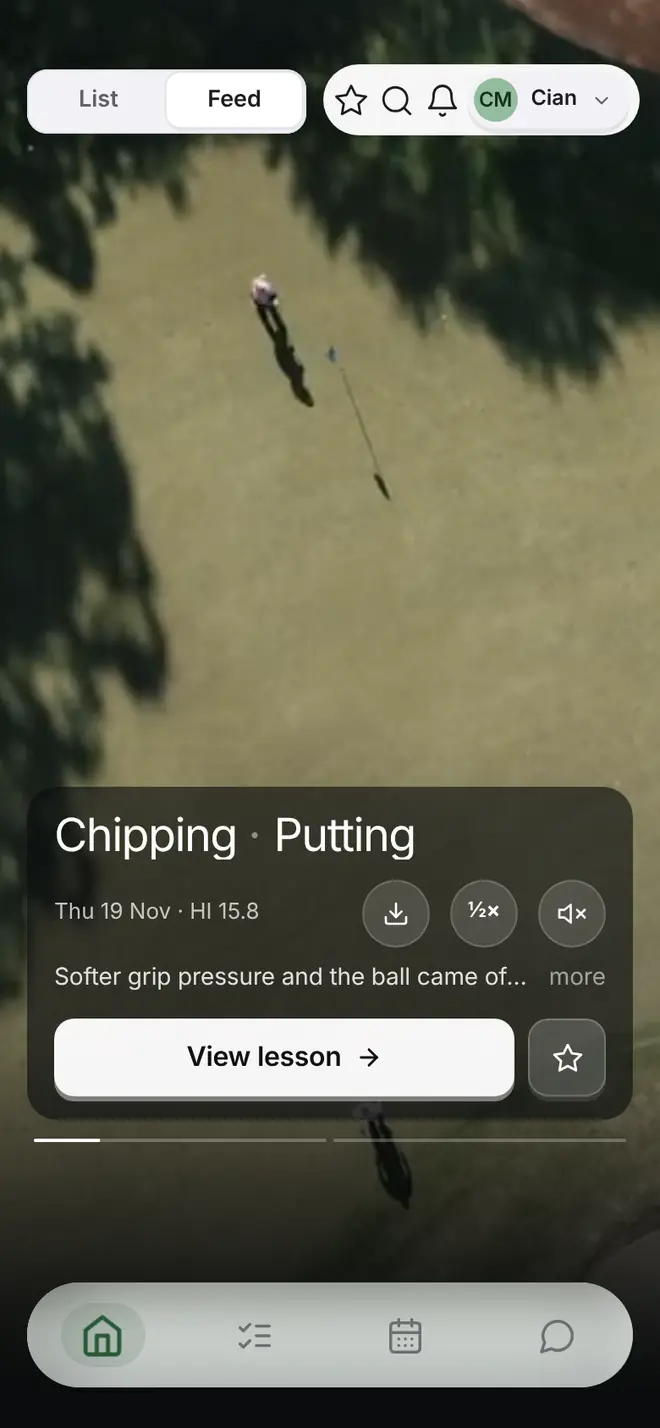 List
Feed
CM
Cian
Chipping · Putting
Thu 19 Nov · HI 15.8
½×
Softer grip pressure and the ball came of... more
View lesson →